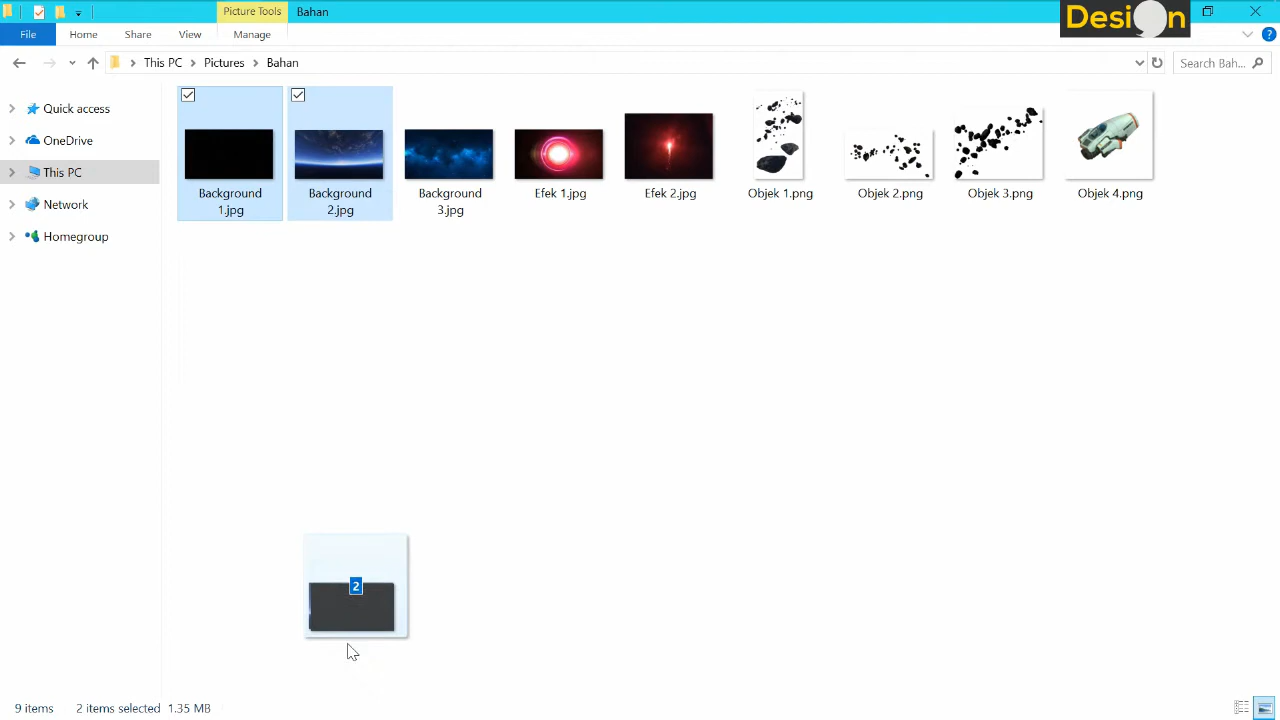 Picture Tools
Bahan
Design
File
Home
Share
View
Manage
This PC
Pictures
Bahan
Search Bah...
Quick access
OneDrive
This PC
Network
Homegroup
Background
1.jpg
Background
2.jpg
Background
3.jpg
Efek 1.jpg
Efek 2.jpg
Objek 1.png
Objek 2.png
Objek 3.png
Objek 4.png
2
9 items
2 items selected
1.35 MB